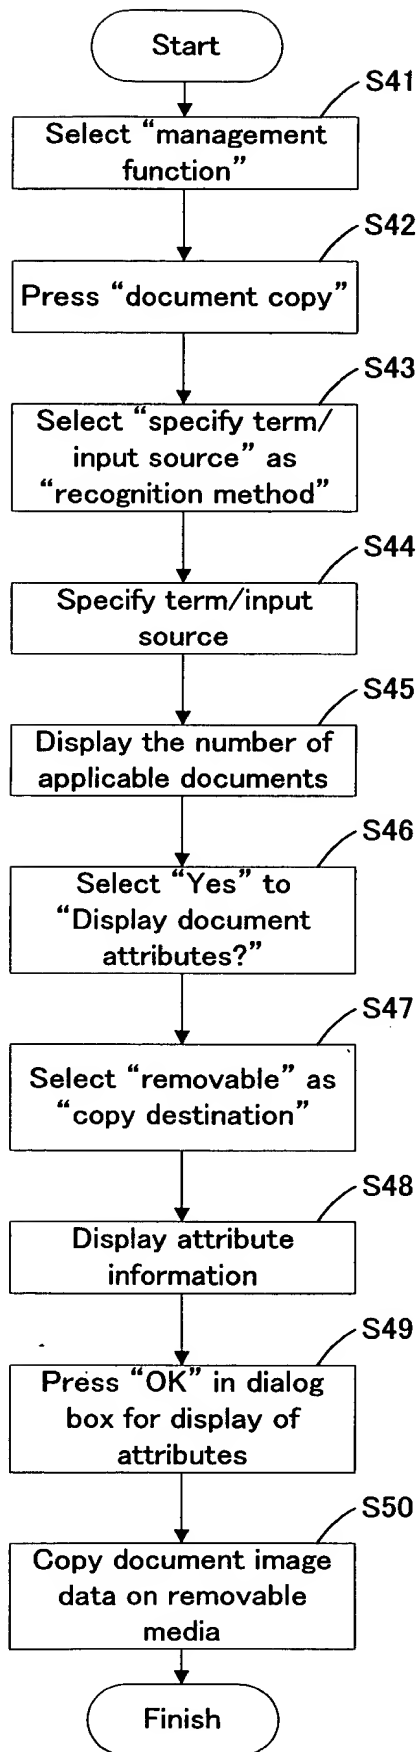 Start
S41
Select “management
function”
S42
Press “document copy”
S43
Select “specify term/
input source” as
“recognition method”
S44
Specify term/input
source
S45
Display the number of
applicable documents
S46
Select “Yes” to
“Display document
attributes?”
S47
Select “removable” as
“copy destination”
S48
Display attribute
information
S49
Press “OK” in dialog
box for display of
attributes
S50
Copy document image
data on removable
media
Finish